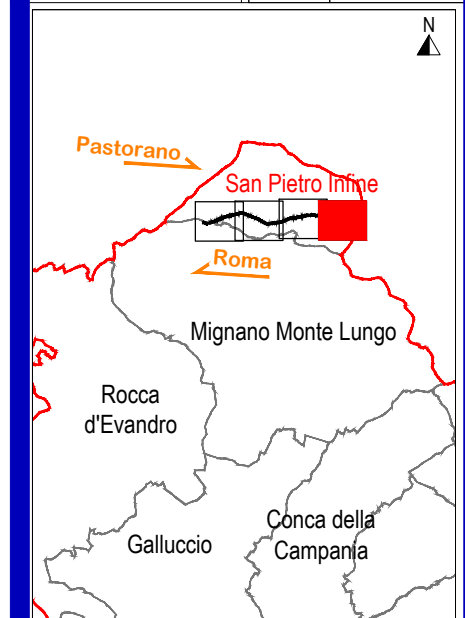 N
Pastorano
San Pietro Infine
Roma
Mignano Monte Lungo
Rocca
d'Evandro
Conca della
Campania
Galluccio